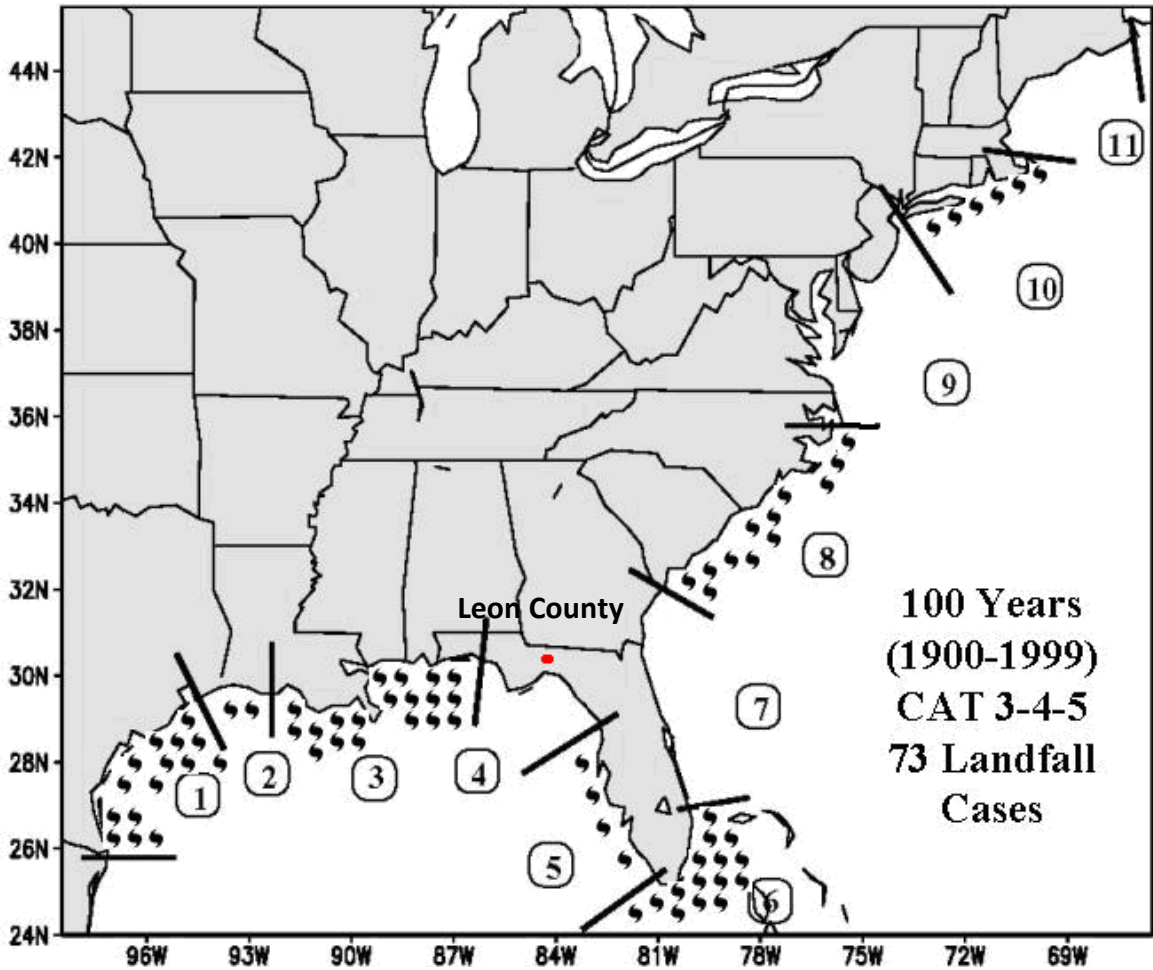 44N
42N
40N
38N
36N
34N
32N
30N
28N
26N
24N
96W
93W
90W
87W
84W
81W
78W
75W
72W
69W
Leon County
1
2
3
4
5
6
7
8
9
10
11
100 Years
(1900-1999)
CAT 3-4-5
73 Landfall
Cases